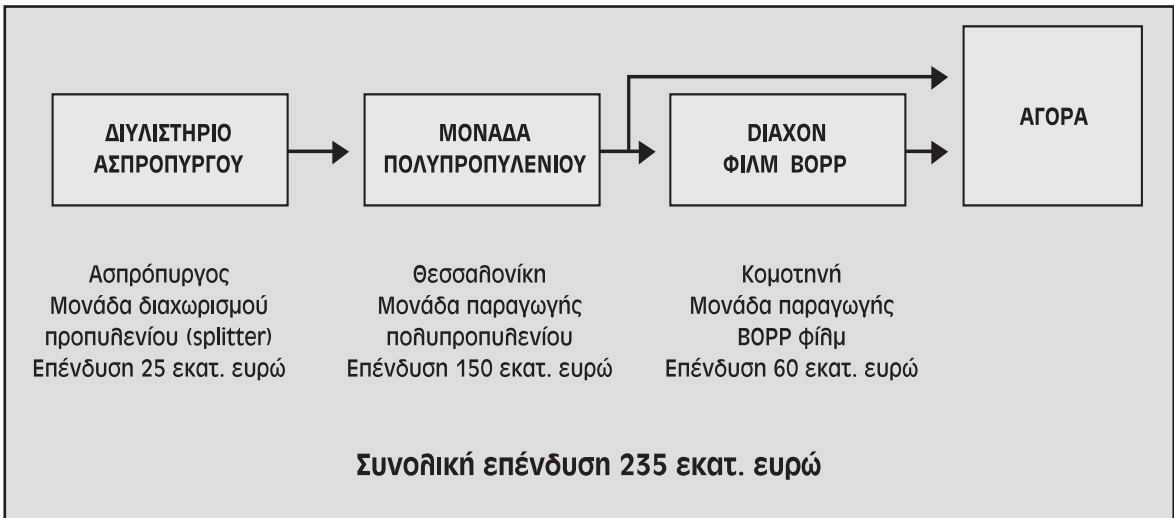 ΔΙΥΛΙΣΤΗΡΙΟ
ΑΣΠΡΟΠΥΡΓΟΥ
ΜΟΝΑΔΑ
ΠΟΛΥΠΡΟΠΥΛΕΝΙΟΥ
DIAXON
ΦΙΛΜ BOPP
ΑΓΟΡΑ
Ασπρόπυργος
Μονάδα διαχωρισμού
προπυλενίου (splitter)
Επένδυση 25 εκατ. ευρώ
Θεσσαλονίκη
Μονάδα παραγωγής
πολυπροπυλενίου
Επένδυση 150 εκατ. ευρώ
Κομοτηνή
Μονάδα παραγωγής
BOPP φίλμ
Επένδυση 60 εκατ. ευρώ
Συνολική επένδυση 235 εκατ. ευρώ